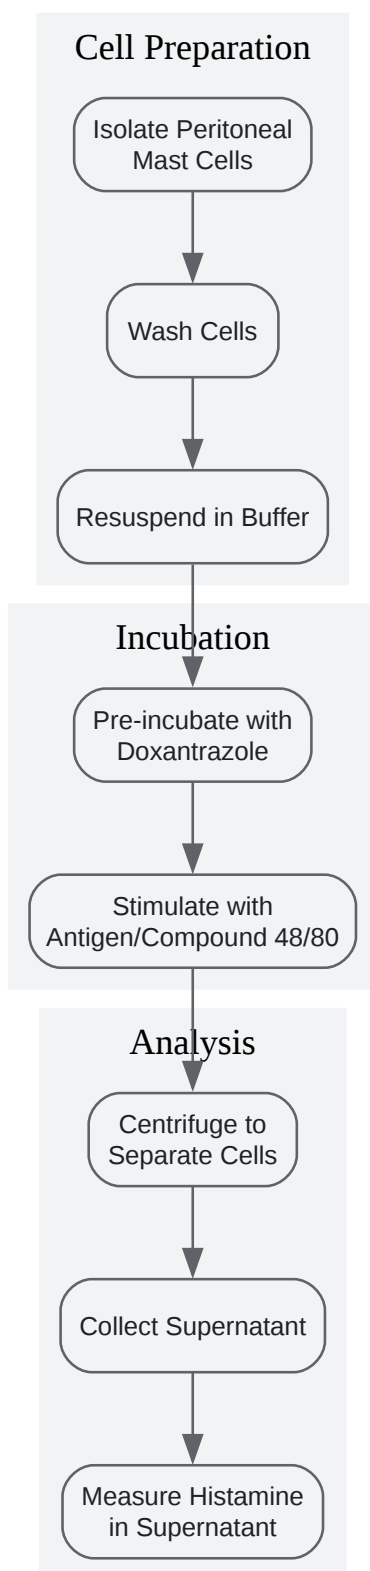 Cell Preparation
Isolate Peritoneal
Mast Cells
Wash Cells
Resuspend in Buffer
Incubation
Pre-incubate with
Doxantrazole
Stimulate with
Antigen/Compound 48/80
Analysis
Centrifuge to
Separate Cells
Collect Supernatant
Measure Histamine
in Supernatant